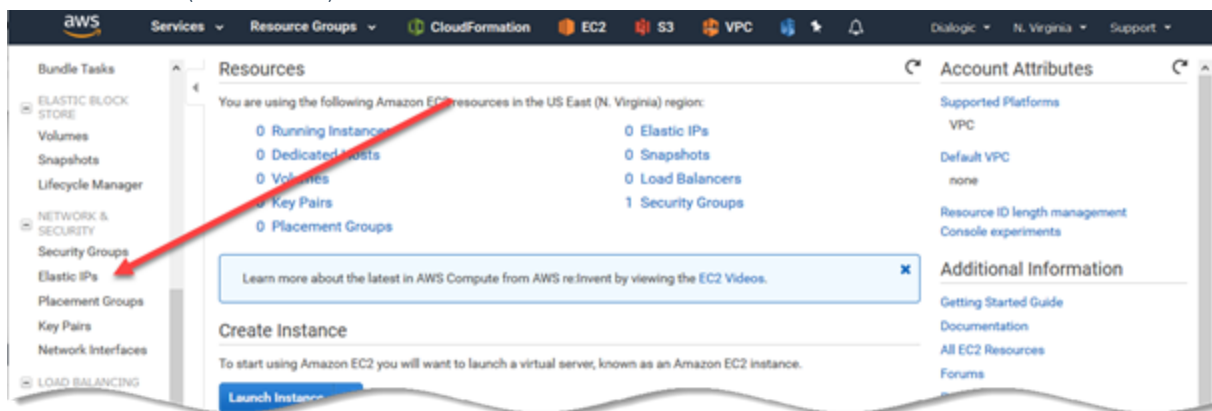 aws Services Resource Groups CloudFormation EC2 S3 VPC Dialogic N. Virginia Support
Bundle Tasks
ELASTIC BLOCK
STORE
Volumes
Snapshots
Lifecycle Manager
NETWORK &
SECURITY
Security Groups
Elastic IPs
Placement Groups
Key Pairs
Network Interfaces
LOAD BALANCING
Resources
You are using the following Amazon EC2 resources in the US East (N. Virginia) region:
0 Running Instances
0 Dedicated Hosts
0 Volumes
0 Key Pairs
0 Placement Groups
0 Elastic IPs
0 Snapshots
0 Load Balancers
1 Security Groups
Learn more about the latest in AWS Compute from AWS re:Invent by viewing the EC2 Videos.
Create Instance
To start using Amazon EC2 you will want to launch a virtual server, known as an Amazon EC2 instance.
Launch Instance
Account Attributes
Supported Platforms
VPC
Default VPC
none
Resource ID length management
Console experiments
Additional Information
Getting Started Guide
Documentation
All EC2 Resources
Forums